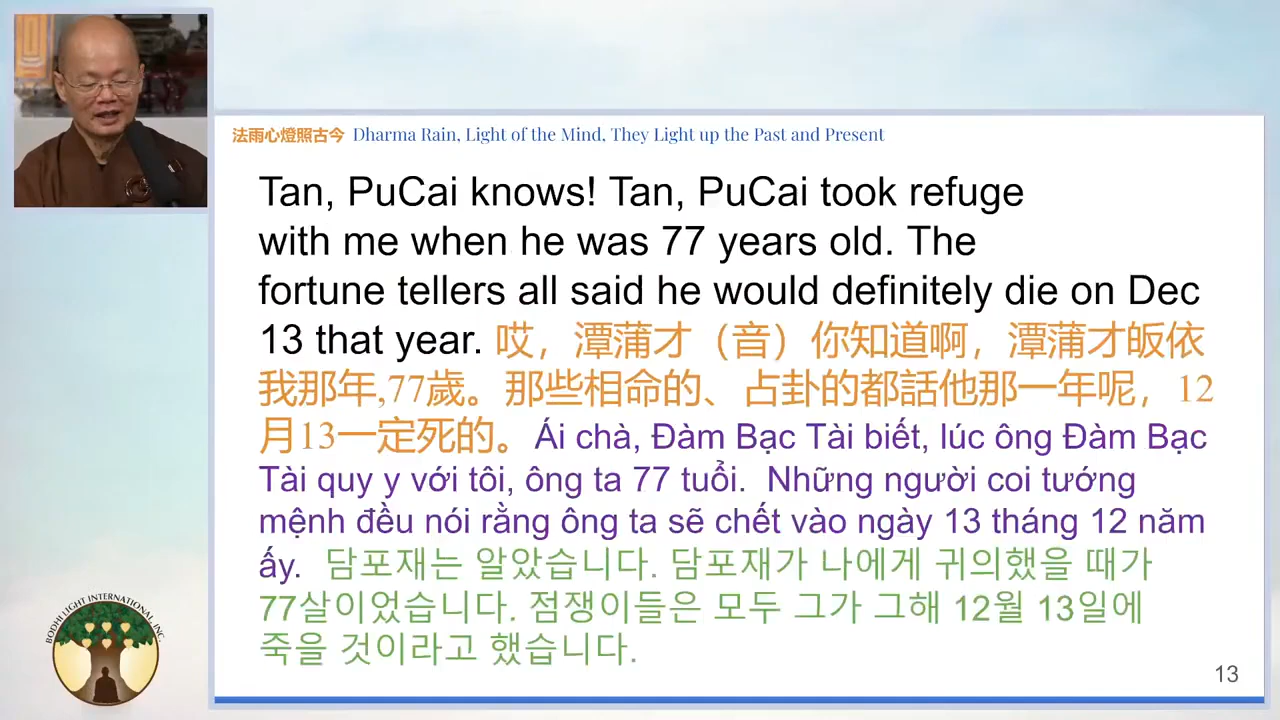 法雨心燈照古今 Dharma Rain, Light of the Mind, They Light up the Past and Present
Tan, PuCai knows! Tan, PuCai took refuge
with me when he was 77 years old. The
fortune tellers all said he would definitely die on Dec
13 that year. 哎，潭蒲才（音）你知道啊，潭蒲才皈依
我那年,77歲。那些相命的、占卦的都話他那一年呢，12
月13一定死的。Ái chà, Đàm Bạc Tài biết, lúc ông Đàm Bạc
Tài quy y với tôi, ông ta 77 tuổi. Những người coi tướng
mệnh đều nói rằng ông ta sẽ chết vào ngày 13 tháng 12 năm
ấy. 담포재는 알았습니다. 담포재가 나에게 귀의했을 때가
77살이었습니다. 점쟁이들은 모두 그가 그해 12월 13일에
죽을 것이라고 했습니다.
BODHI LIGHT INTERNATIONAL, INC.
13